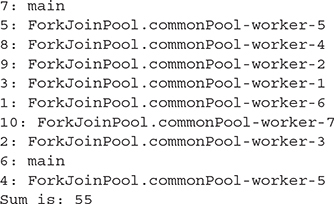 7: main
5: ForkJoinPool.commonPool-worker-5
8: ForkJoinPool.commonPool-worker-4
9: ForkJoinPool.commonPool-worker-2
3: ForkJoinPool.commonPool-worker-1
1: ForkJoinPool.commonPool-worker-6
10: ForkJoinPool.commonPool-worker-7
2: ForkJoinPool.commonPool-worker-3
6: main
4: ForkJoinPool.commonPool-worker-5
Sum is: 55